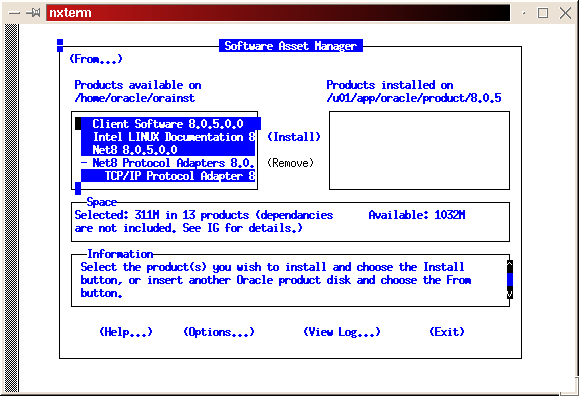 nxterm
Software Asset Manager
(From...)
Products available on
/home/oracle/orainst
Products installed on
/u01/app/oracle/product/8.0.5
Client Software 8.0.5.0.0
Intel LINUX Documentation 8
Net8 8.0.5.0.0
- Net8 Protocol Adapters 8.0.
TCP/IP Protocol Adapter 8
(Install)
(Remove)
Space
Selected: 311M in 13 products (dependancies Available: 1032M
are not included. See IG for details.)
Information
Select the product(s) you wish to install and choose the Install
button, or insert another Oracle product disk and choose the From
button.
(Help...) (Options...) (View Log...) (Exit)